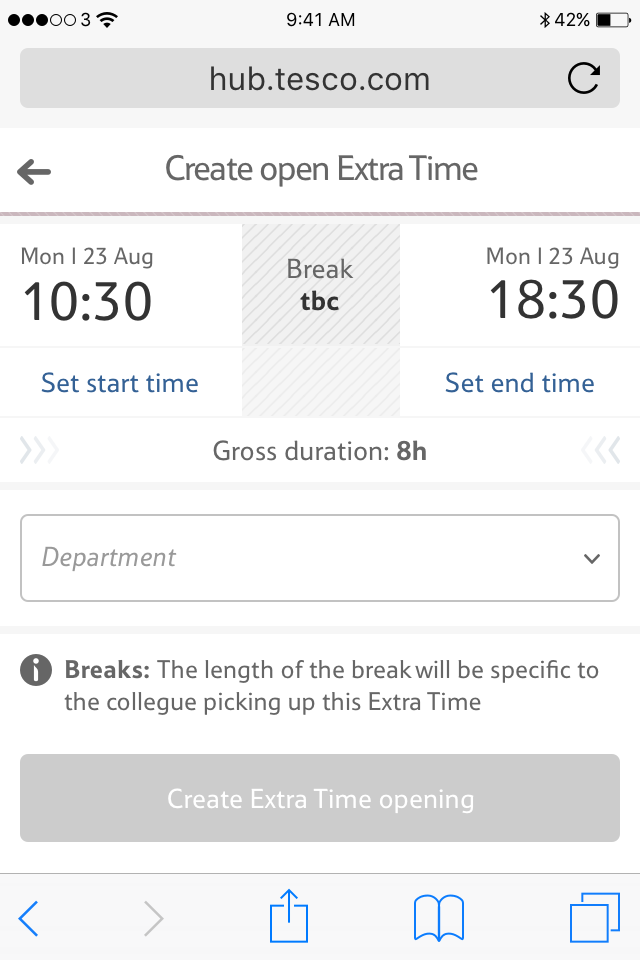 3 9:41 AM 42%
hub.tesco.com
Create open Extra Time
Mon | 23 Aug
10:30
Break
tbc
Mon | 23 Aug
18:30
Set start time
Set end time
Gross duration: 8h
Department
Breaks: The length of the break will be specific to
the collegue picking up this Extra Time
Create Extra Time opening